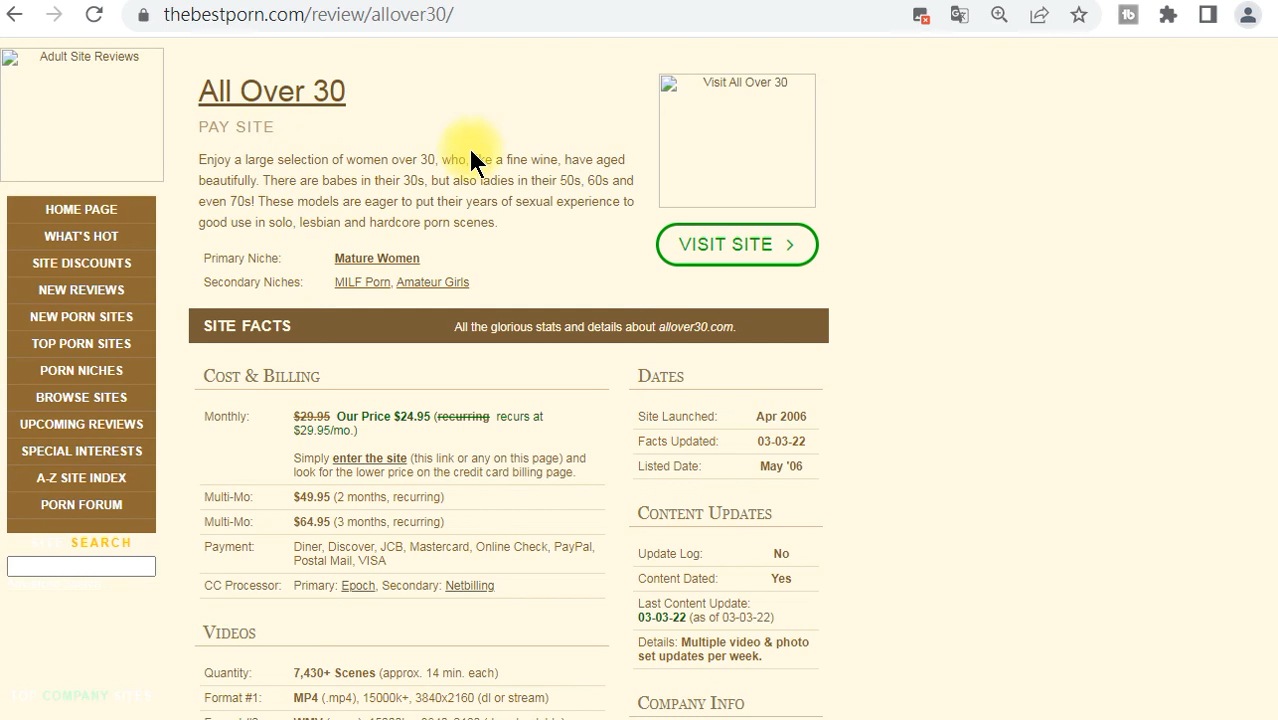 thebestporn.com/review/allover30/
Adult Site Reviews
HOME PAGE
WHAT'S HOT
SITE DISCOUNTS
NEW REVIEWS
NEW PORN SITES
TOP PORN SITES
PORN NICHES
BROWSE SITES
UPCOMING REVIEWS
SPECIAL INTERESTS
A-Z SITE INDEX
PORN FORUM
SEARCH
COMPANY SITES
All Over 30
PAY SITE
Enjoy a large selection of women over 30, who, a fine wine, have aged
beautifully. There are babes in their 30s, but also ladies in their 50s, 60s and
even 70s! These models are eager to put their years of sexual experience to
good use in solo, lesbian and hardcore porn scenes.
Primary Niche: Mature Women
Secondary Niches: MILF Porn, Amateur Girls
Visit All Over 30
VISIT SITE >
SITE FACTS All the glorious stats and details about allover30.com.
COST & BILLING
Monthly: $29.95 Our Price $24.95 (recurring recurs at
$29.95/mo.)
Simply enter the site (this link or any on this page) and
look for the lower price on the credit card billing page.
Multi-Mo: $49.95 (2 months, recurring)
Multi-Mo: $64.95 (3 months, recurring)
Payment: Diner, Discover, JCB, Mastercard, Online Check, PayPal,
Postal Mail, VISA
CC Processor: Primary: Epoch, Secondary: Netbilling
VIDEOS
Quantity: 7,430+ Scenes (approx. 14 min. each)
Format #1: MP4 (.mp4), 15000k+, 3840x2160 (dl or stream)
DATES
Site Launched: Apr 2006
Facts Updated: 03-03-22
Listed Date: May '06
CONTENT UPDATES
Update Log: No
Content Dated: Yes
Last Content Update:
03-03-22 (as of 03-03-22)
Details: Multiple video & photo
set updates per week.
COMPANY INFO